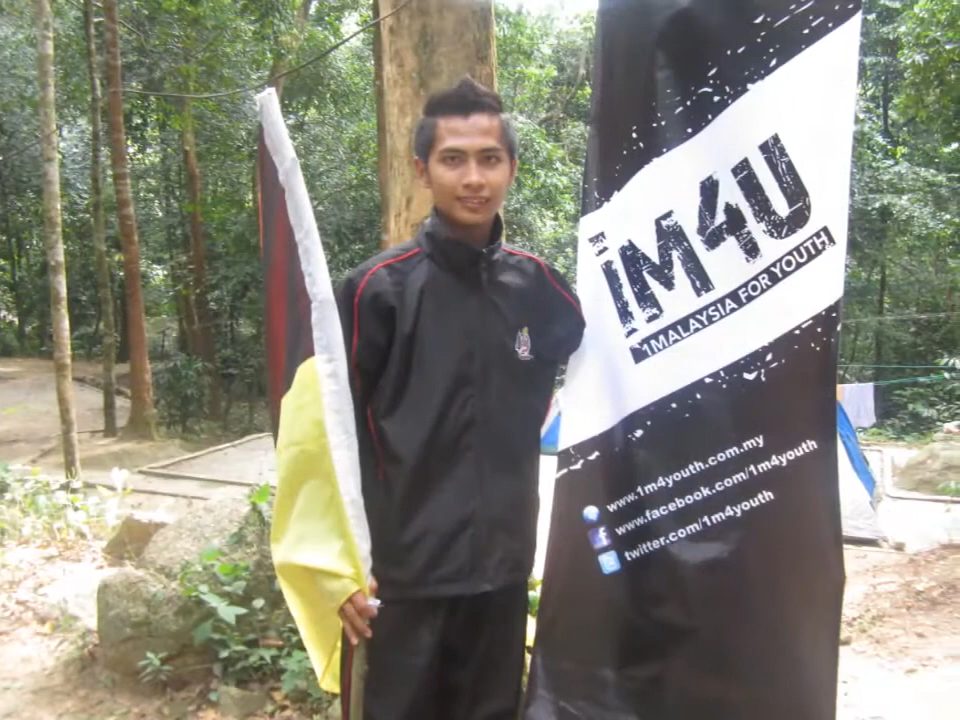 iM4U
1MALAYSIA FOR YOUTH
www.1m4youth.com.my
www.facebook.com/1m4youth
twitter.com/1m4youth